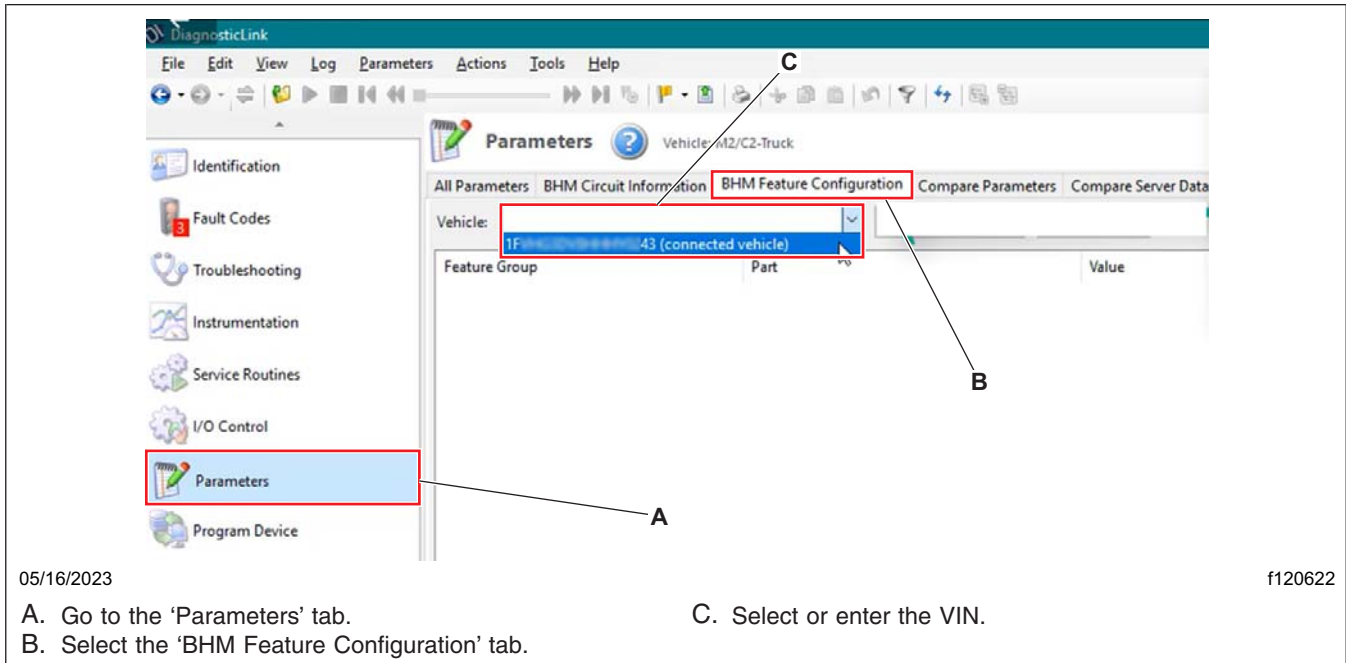 DiagnosticLink
File Edit View Log Parameters Actions Tools Help
C
Parameters
Vehicle: M2/C2-Truck
Identification
All Parameters BHM Circuit Information BHM Feature Configuration Compare Parameters Compare Server Data
3
Fault Codes
Vehicle:
1F 43 (connected vehicle)
Feature Group Part Value
Troubleshooting
Instrumentation
Service Routines
B
I/O Control
Parameters
A
Program Device
05/16/2023 f120622
A. Go to the ‘Parameters’ tab.
B. Select the ‘BHM Feature Configuration’ tab.
C. Select or enter the VIN.